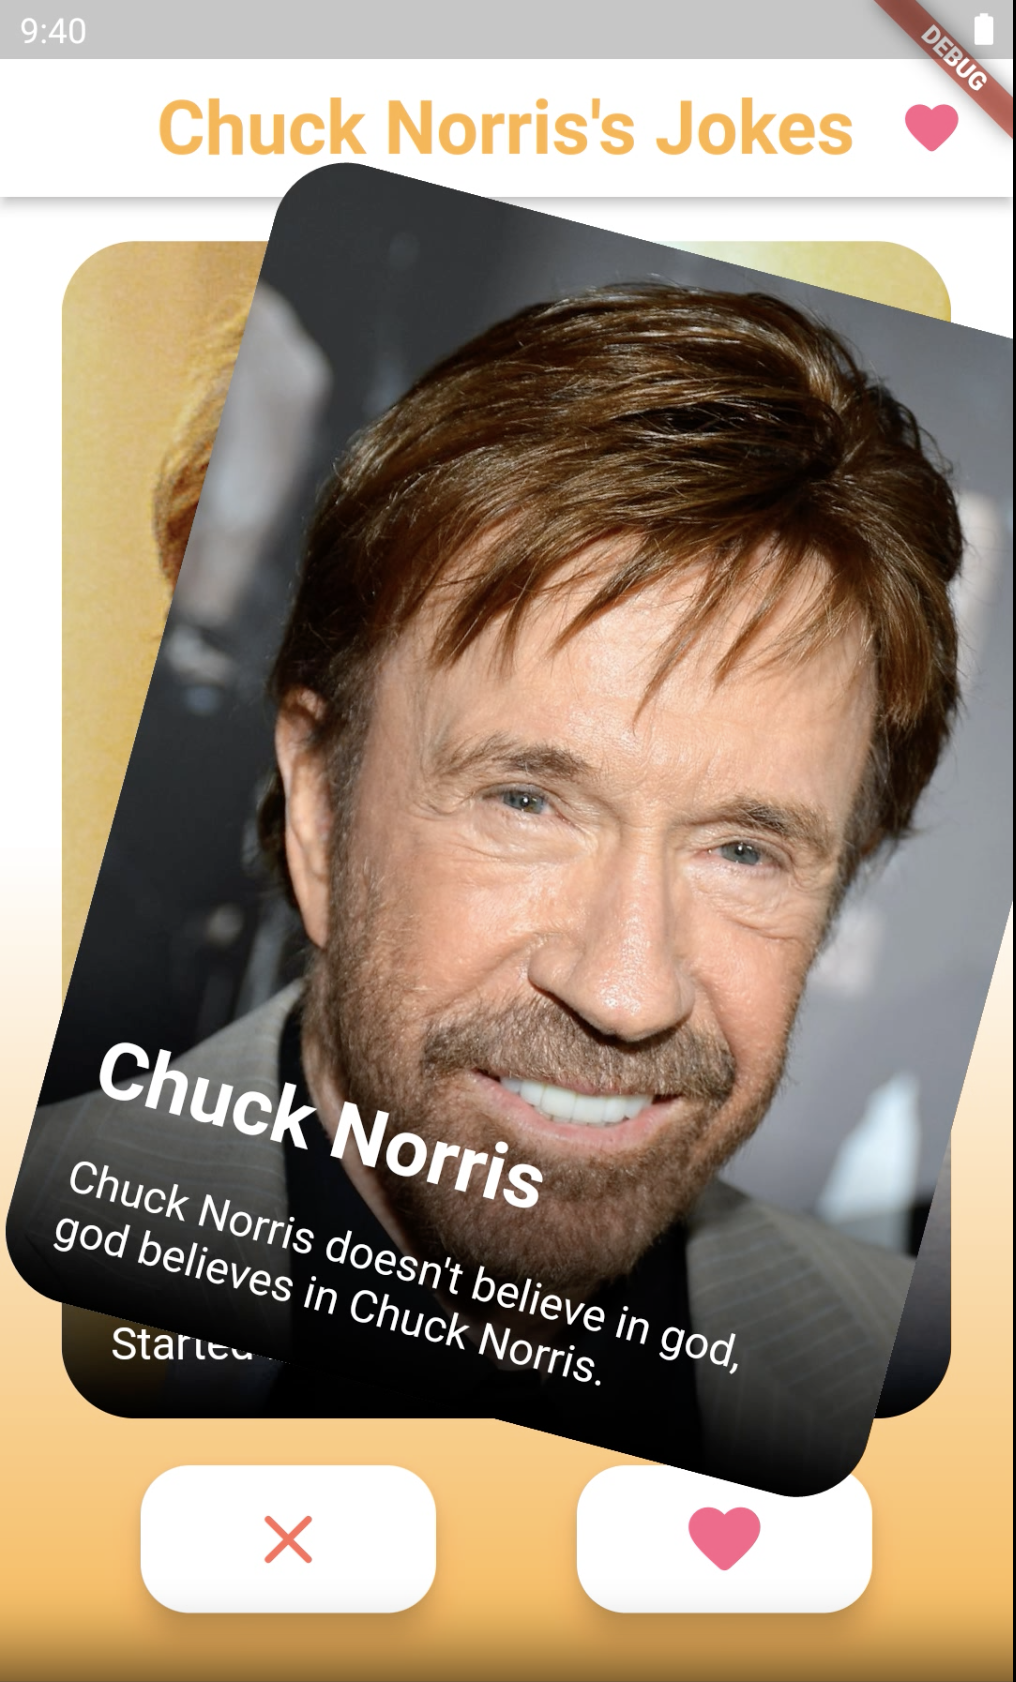 9:40
DEBUG
Chuck Norris's Jokes
Chuck Norris
Chuck Norris doesn't believe in god,
god believes in Chuck Norris.
Started